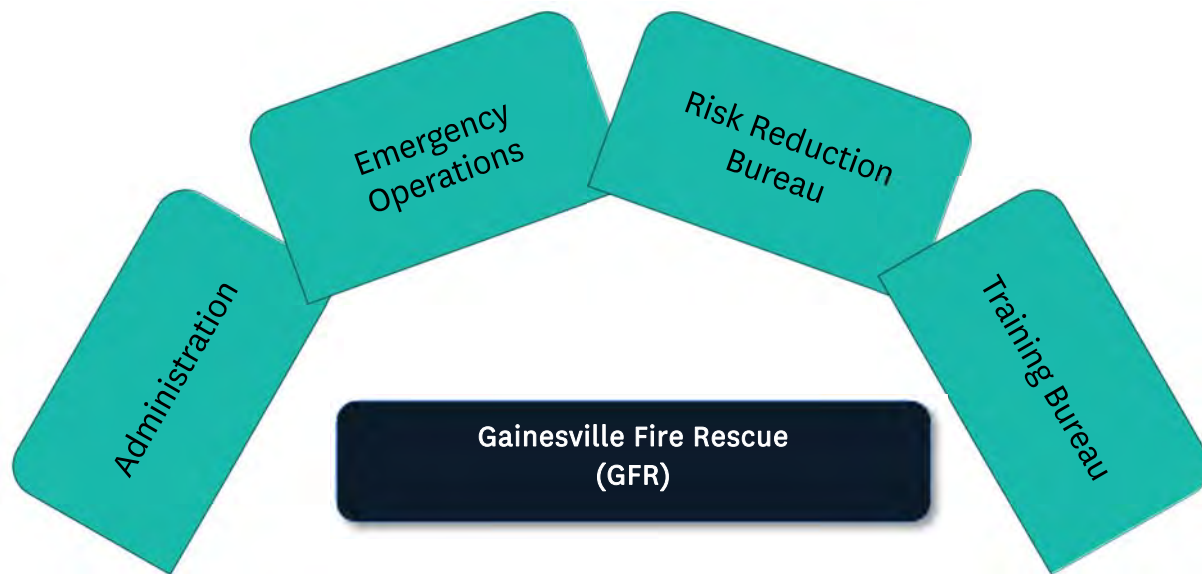 Administration
Emergency
Operations
Risk Reduction
Bureau
Training Bureau
Gainesville Fire Rescue
(GFR)